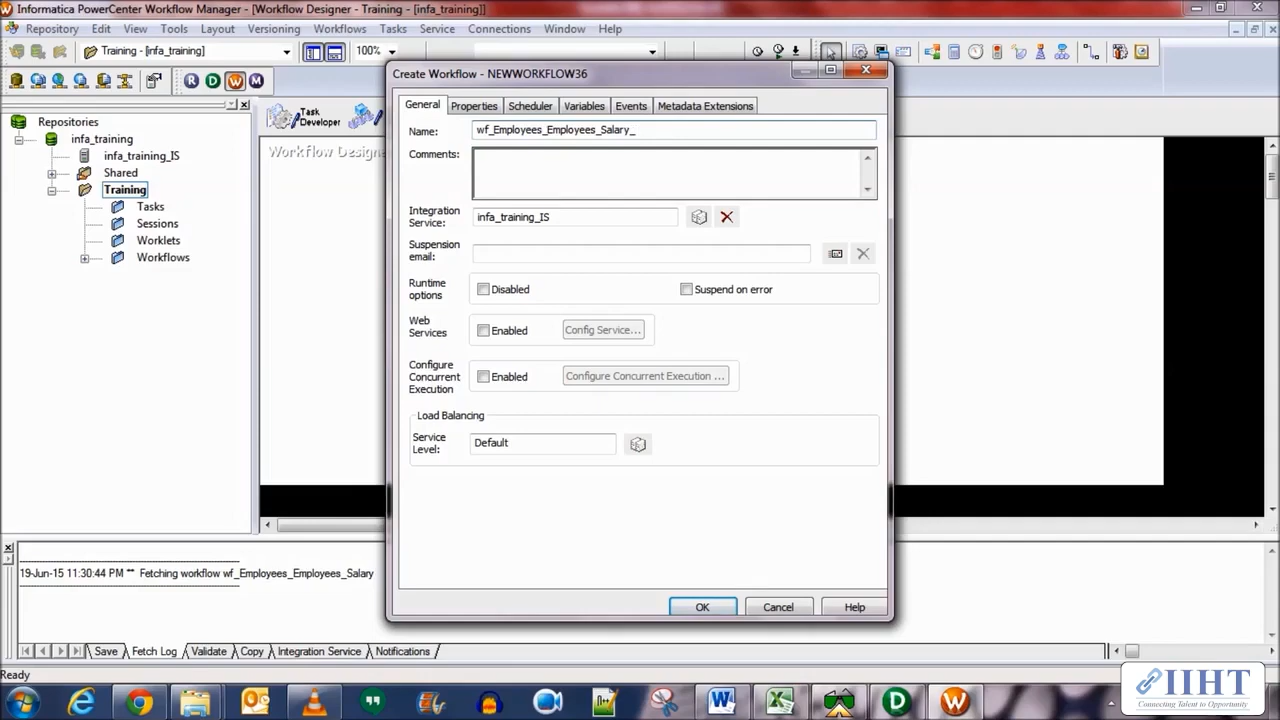 Informatica PowerCenter Workflow Manager - [Workflow Designer - Training - [infa_training]]
Repository Edit View Tools Layout Versioning Workflows Tasks Service Connections Window Help
Training - [infa_training] 100%
R D W M
Create Workflow - NEWWORKFLOW36
General Properties Scheduler Variables Events Metadata Extensions
Repositories
infa_training
infa_training_IS
Shared
Training
Tasks
Sessions
Worklets
Workflows
Task Developer
Workflow Designe
Name: wf_Employees_Employees_Salary_
Comments:
Integration Service: infa_training_IS
Suspension email:
Runtime options Disabled Suspend on error
Web Services Enabled Config Service...
Configure Concurrent Execution Enabled Configure Concurrent Execution ...
Load Balancing
Service Level: Default
OK Cancel Help
19-Jun-15 11:30:44 PM ** Fetching workflow wf_Employees_Employees_Salary
Save Fetch Log Validate Copy Integration Service Notifications
Ready
IIHT
Connecting Talent to Opportunity